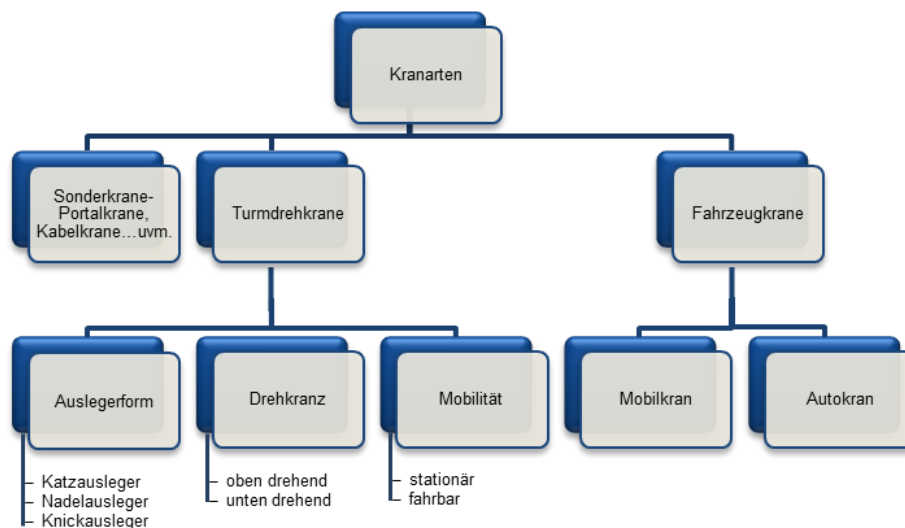 Kranarten
Sonderkrane-
Portalkrane,
Kabelkrane...uvm.
Turmdrehkrane
Fahrzeugkrane
Auslegerform
Drehkranz
Mobilität
Mobilkran
Autokran
Katzausleger
Nadelausleger
Knickausleger
oben drehend
unten drehend
stationär
fahrbar